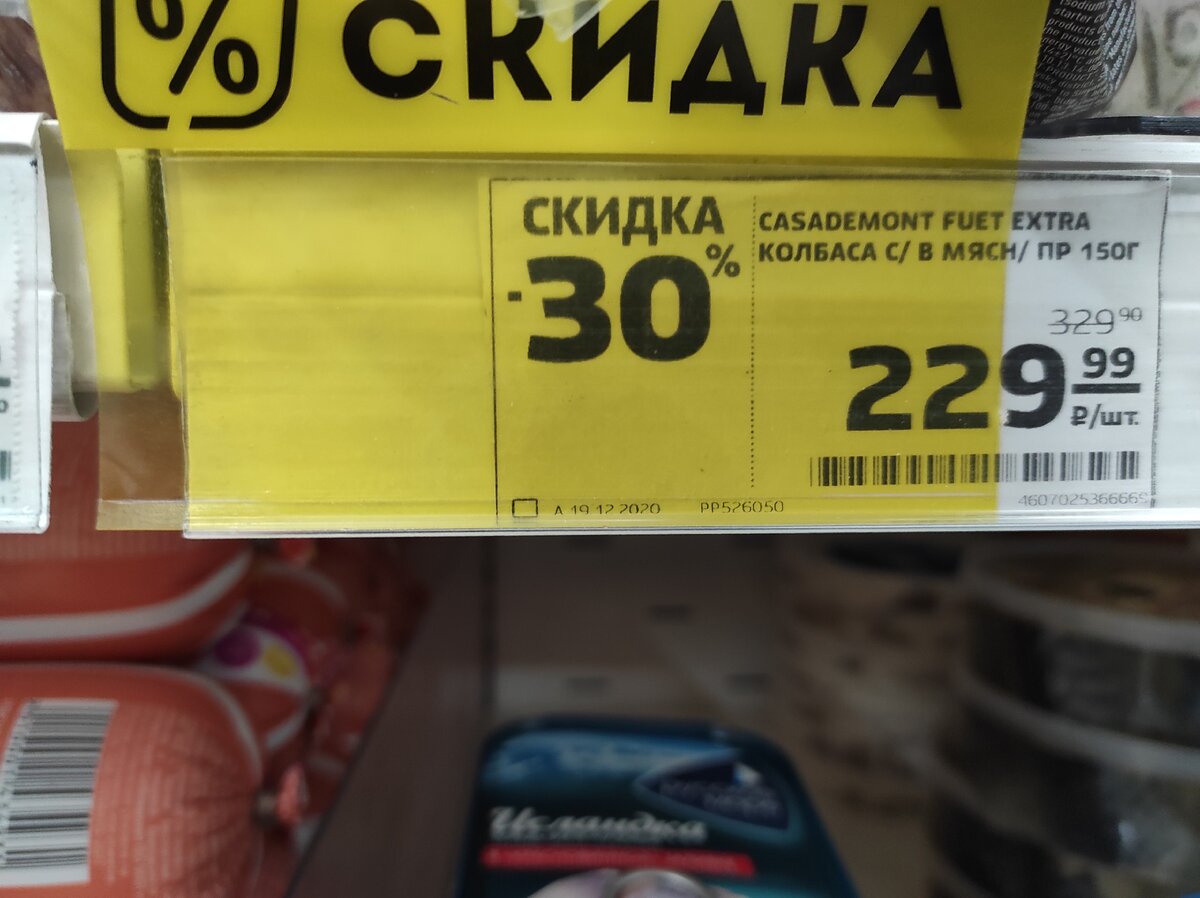 % СКИДКА
СКИДКА
-30%
CASADEMONT FUET EXTRA
КОЛБАСА С/ В МЯСН/ ПР 150Г
329 90
229 99
₽/шт.
А 19.12.2020 PP526050
4607025366669
Исландка